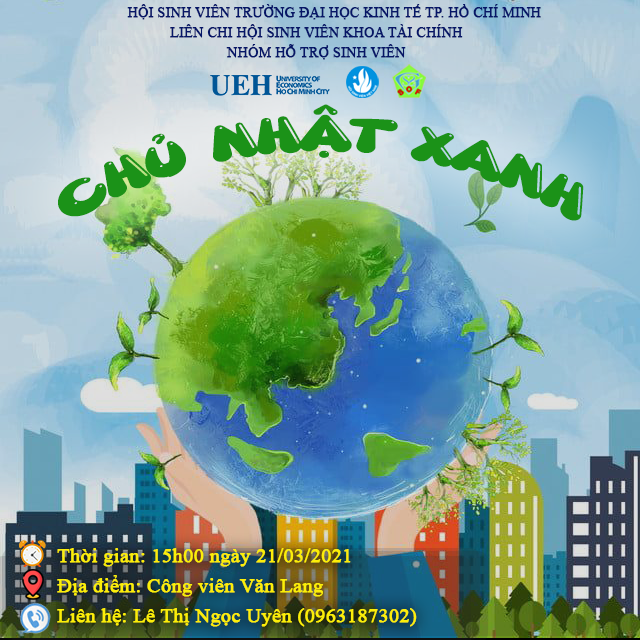 HỘI SINH VIÊN TRƯỜNG ĐẠI HỌC KINH TẾ TP. HỒ CHÍ MINH
LIÊN CHI HỘI SINH VIÊN KHOA TÀI CHÍNH
NHÓM HỖ TRỢ SINH VIÊN
UEH UNIVERSITY OF
ECONOMICS
HO CHI MINH CITY
CHỦ NHẬT XANH
Thời gian: 15h00 ngày 21/03/2021
Địa điểm: Công viên Văn Lang
Liên hệ: Lê Thị Ngọc Uyên (0963187302)